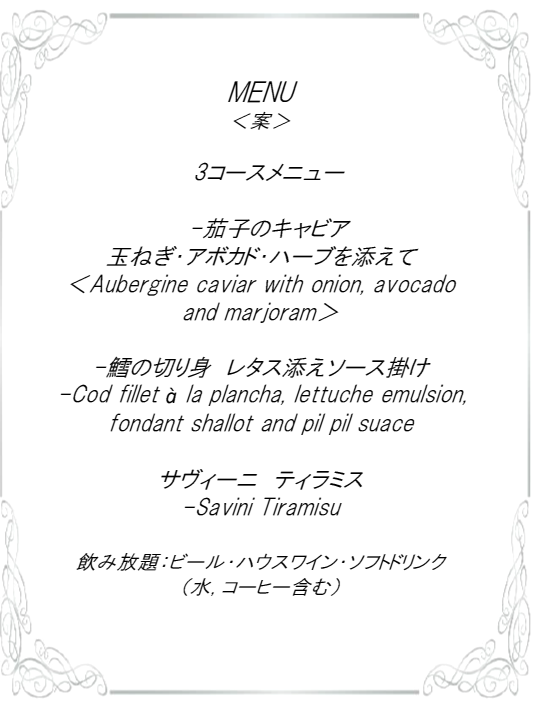 MENU
＜案＞
3コースメニュー
-茄子のキャビア
玉ねぎ・アボカド・ハーブを添えて
＜Aubergine caviar with onion, avocado
and marjoram＞
-鱈の切り身　レタス添えソース掛け
-Cod fillet à la plancha, lettuche emulsion,
fondant shallot and pil pil suace
サヴィーニ　ティラミス
-Savini Tiramisu
飲み放題：ビール・ハウスワイン・ソフトドリンク
（水, コーヒー含む）